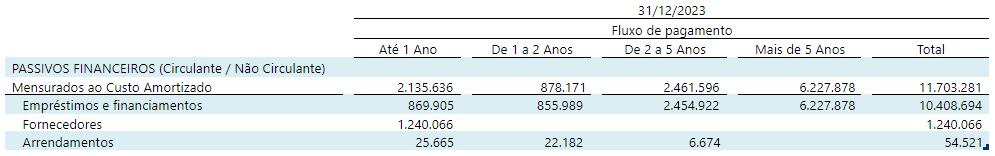 31/12/2023
Fluxo de pagamento
Até 1 Ano De 1 a 2 Anos De 2 a 5 Anos Mais de 5 Anos Total
PASSIVOS FINANCEIROS (Circulante / Não Circulante)
Mensurados ao Custo Amortizado 2.135.636 878.171 2.461.596 6.227.878 11.703.281
Empréstimos e financiamentos 869.905 855.989 2.454.922 6.227.878 10.408.694
Fornecedores 1.240.066 1.240.066
Arrendamentos 25.665 22.182 6.674 54.521